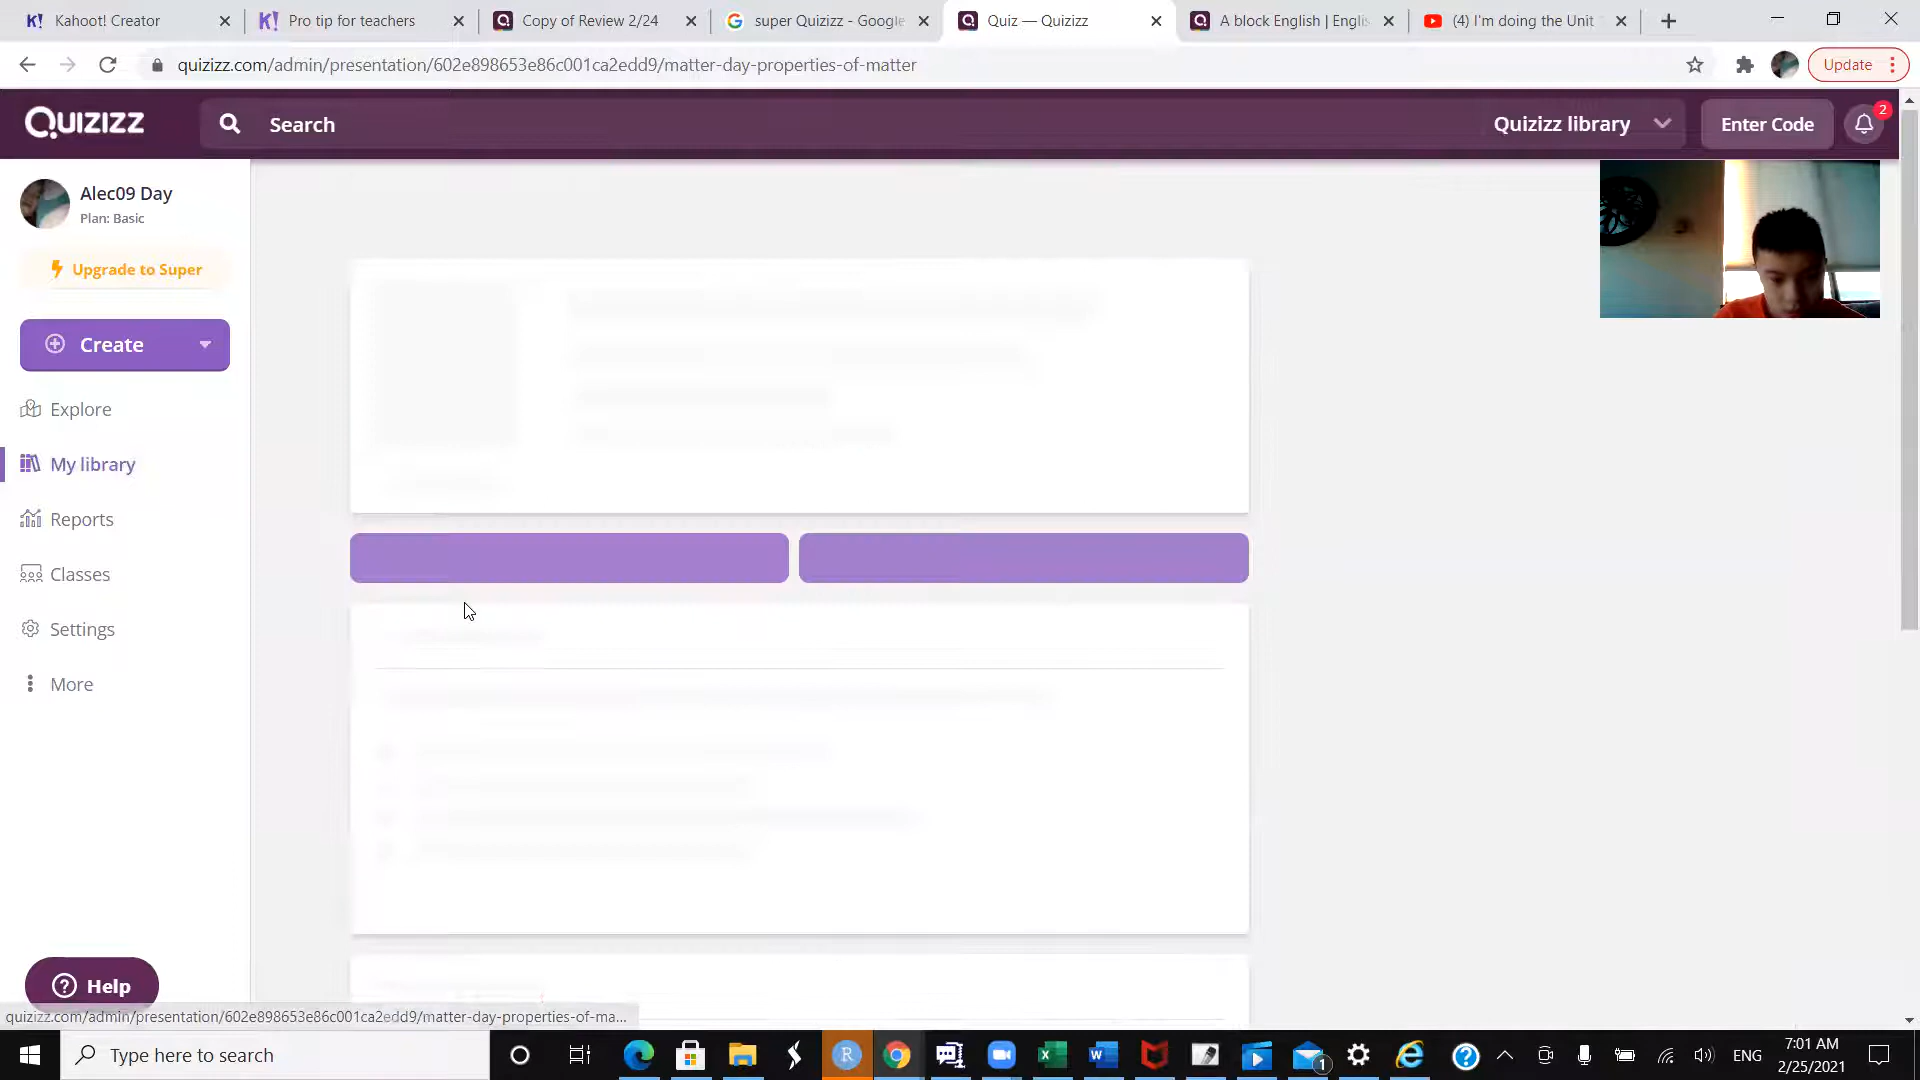 Kahoot! Creator
Pro tip for teachers
Copy of Review 2/24
super Quizizz - Google
Quiz — Quizizz
A block English | Englis
(4) I'm doing the Unit
quizizz.com/admin/presentation/602e898653e86c001ca2edd9/matter-day-properties-of-matter
Update
Quizizz
Search
Quizizz library
Enter Code
2
Alec09 Day
Plan: Basic
Upgrade to Super
Create
Explore
My library
Reports
Classes
Settings
More
Help
quizizz.com/admin/presentation/602e898653e86c001ca2edd9/matter-day-properties-of-ma...
Type here to search
1
ENG
7:01 AM
2/25/2021